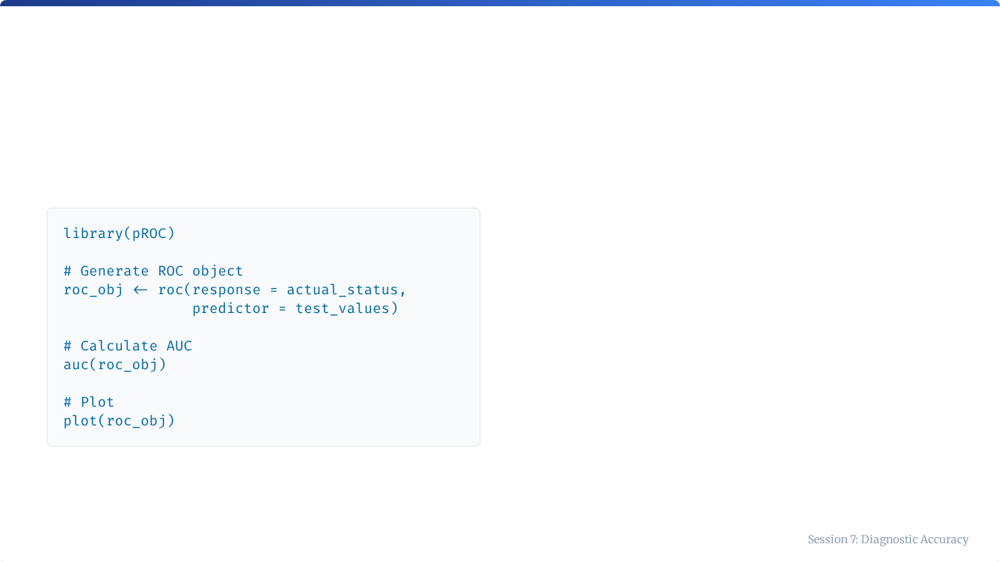 library(pROC)
# Generate ROC object
roc_obj <- roc(response = actual_status,
predictor = test_values)
# Calculate AUC
auc(roc_obj)
# Plot
plot(roc_obj)
Session 7: Diagnostic Accuracy